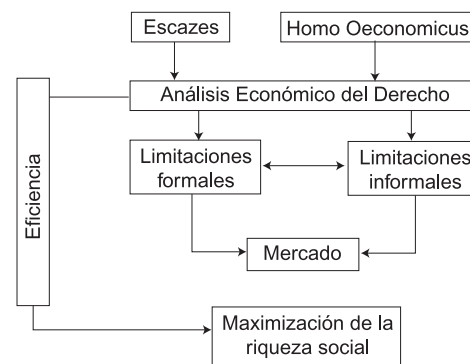 Escazes
Homo Oeconomicus
Análisis Económico del Derecho
Eficiencia
Limitaciones
formales
Limitaciones
informales
Mercado
Maximización de la
riqueza social